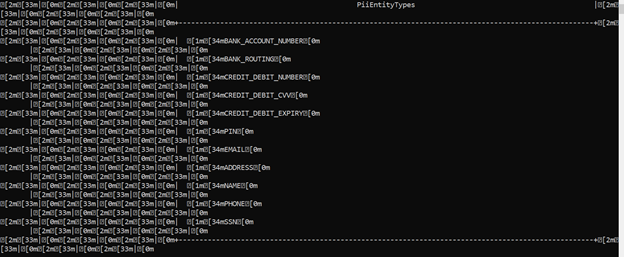 ⍰[2m⍰[33m|⍰[0m⍰[2m⍰[33m|⍰[0m⍰[2m⍰[33m|⍰[0m⍰[2m⍰[33m|⍰[0m| PiiEntityTypes |⍰[2m⍰
[33m|⍰[0m⍰[2m⍰[33m|⍰[0m⍰[2m⍰[33m|⍰[0m⍰[2m⍰[33m|⍰[0m
⍰[2m⍰[33m|⍰[0m⍰[2m⍰[33m|⍰[0m⍰[2m⍰[33m|⍰[0m⍰[2m⍰[33m|⍰[0m+----------------------------------------------------------------------------------------------------+⍰[2m⍰
[33m|⍰[0m⍰[2m⍰[33m|⍰[0m⍰[2m⍰[33m|⍰[0m⍰[2m⍰[33m|⍰[0m
⍰[2m⍰[33m|⍰[0m⍰[2m⍰[33m|⍰[0m⍰[2m⍰[33m|⍰[0m⍰[2m⍰[33m|⍰[0m| ⍰[1m⍰[34mBANK_ACCOUNT_NUMBER⍰[0m
|⍰[2m⍰[33m|⍰[0m⍰[2m⍰[33m|⍰[0m⍰[2m⍰[33m|⍰[0m⍰[2m⍰[33m|⍰[0m
⍰[2m⍰[33m|⍰[0m⍰[2m⍰[33m|⍰[0m⍰[2m⍰[33m|⍰[0m⍰[2m⍰[33m|⍰[0m| ⍰[1m⍰[34mBANK_ROUTING⍰[0m
|⍰[2m⍰[33m|⍰[0m⍰[2m⍰[33m|⍰[0m⍰[2m⍰[33m|⍰[0m⍰[2m⍰[33m|⍰[0m
⍰[2m⍰[33m|⍰[0m⍰[2m⍰[33m|⍰[0m⍰[2m⍰[33m|⍰[0m⍰[2m⍰[33m|⍰[0m| ⍰[1m⍰[34mCREDIT_DEBIT_NUMBER⍰[0m
|⍰[2m⍰[33m|⍰[0m⍰[2m⍰[33m|⍰[0m⍰[2m⍰[33m|⍰[0m⍰[2m⍰[33m|⍰[0m
⍰[2m⍰[33m|⍰[0m⍰[2m⍰[33m|⍰[0m⍰[2m⍰[33m|⍰[0m⍰[2m⍰[33m|⍰[0m| ⍰[1m⍰[34mCREDIT_DEBIT_CVV⍰[0m
|⍰[2m⍰[33m|⍰[0m⍰[2m⍰[33m|⍰[0m⍰[2m⍰[33m|⍰[0m⍰[2m⍰[33m|⍰[0m
⍰[2m⍰[33m|⍰[0m⍰[2m⍰[33m|⍰[0m⍰[2m⍰[33m|⍰[0m⍰[2m⍰[33m|⍰[0m| ⍰[1m⍰[34mCREDIT_DEBIT_EXPIRY⍰[0m
|⍰[2m⍰[33m|⍰[0m⍰[2m⍰[33m|⍰[0m⍰[2m⍰[33m|⍰[0m⍰[2m⍰[33m|⍰[0m
⍰[2m⍰[33m|⍰[0m⍰[2m⍰[33m|⍰[0m⍰[2m⍰[33m|⍰[0m⍰[2m⍰[33m|⍰[0m| ⍰[1m⍰[34mPIN⍰[0m
|⍰[2m⍰[33m|⍰[0m⍰[2m⍰[33m|⍰[0m⍰[2m⍰[33m|⍰[0m⍰[2m⍰[33m|⍰[0m
⍰[2m⍰[33m|⍰[0m⍰[2m⍰[33m|⍰[0m⍰[2m⍰[33m|⍰[0m⍰[2m⍰[33m|⍰[0m| ⍰[1m⍰[34mEMAIL⍰[0m
|⍰[2m⍰[33m|⍰[0m⍰[2m⍰[33m|⍰[0m⍰[2m⍰[33m|⍰[0m⍰[2m⍰[33m|⍰[0m
⍰[2m⍰[33m|⍰[0m⍰[2m⍰[33m|⍰[0m⍰[2m⍰[33m|⍰[0m⍰[2m⍰[33m|⍰[0m| ⍰[1m⍰[34mADDRESS⍰[0m
|⍰[2m⍰[33m|⍰[0m⍰[2m⍰[33m|⍰[0m⍰[2m⍰[33m|⍰[0m⍰[2m⍰[33m|⍰[0m
⍰[2m⍰[33m|⍰[0m⍰[2m⍰[33m|⍰[0m⍰[2m⍰[33m|⍰[0m⍰[2m⍰[33m|⍰[0m| ⍰[1m⍰[34mNAME⍰[0m
|⍰[2m⍰[33m|⍰[0m⍰[2m⍰[33m|⍰[0m⍰[2m⍰[33m|⍰[0m⍰[2m⍰[33m|⍰[0m
⍰[2m⍰[33m|⍰[0m⍰[2m⍰[33m|⍰[0m⍰[2m⍰[33m|⍰[0m⍰[2m⍰[33m|⍰[0m| ⍰[1m⍰[34mPHONE⍰[0m
|⍰[2m⍰[33m|⍰[0m⍰[2m⍰[33m|⍰[0m⍰[2m⍰[33m|⍰[0m⍰[2m⍰[33m|⍰[0m
⍰[2m⍰[33m|⍰[0m⍰[2m⍰[33m|⍰[0m⍰[2m⍰[33m|⍰[0m⍰[2m⍰[33m|⍰[0m| ⍰[1m⍰[34mSSN⍰[0m
|⍰[2m⍰[33m|⍰[0m⍰[2m⍰[33m|⍰[0m⍰[2m⍰[33m|⍰[0m⍰[2m⍰[33m|⍰[0m
⍰[2m⍰[33m|⍰[0m⍰[2m⍰[33m|⍰[0m⍰[2m⍰[33m|⍰[0m⍰[2m⍰[33m|⍰[0m+----------------------------------------------------------------------------------------------------+⍰[2m⍰
[33m|⍰[0m⍰[2m⍰[33m|⍰[0m⍰[2m⍰[33m|⍰[0m⍰[2m⍰[33m|⍰[0m